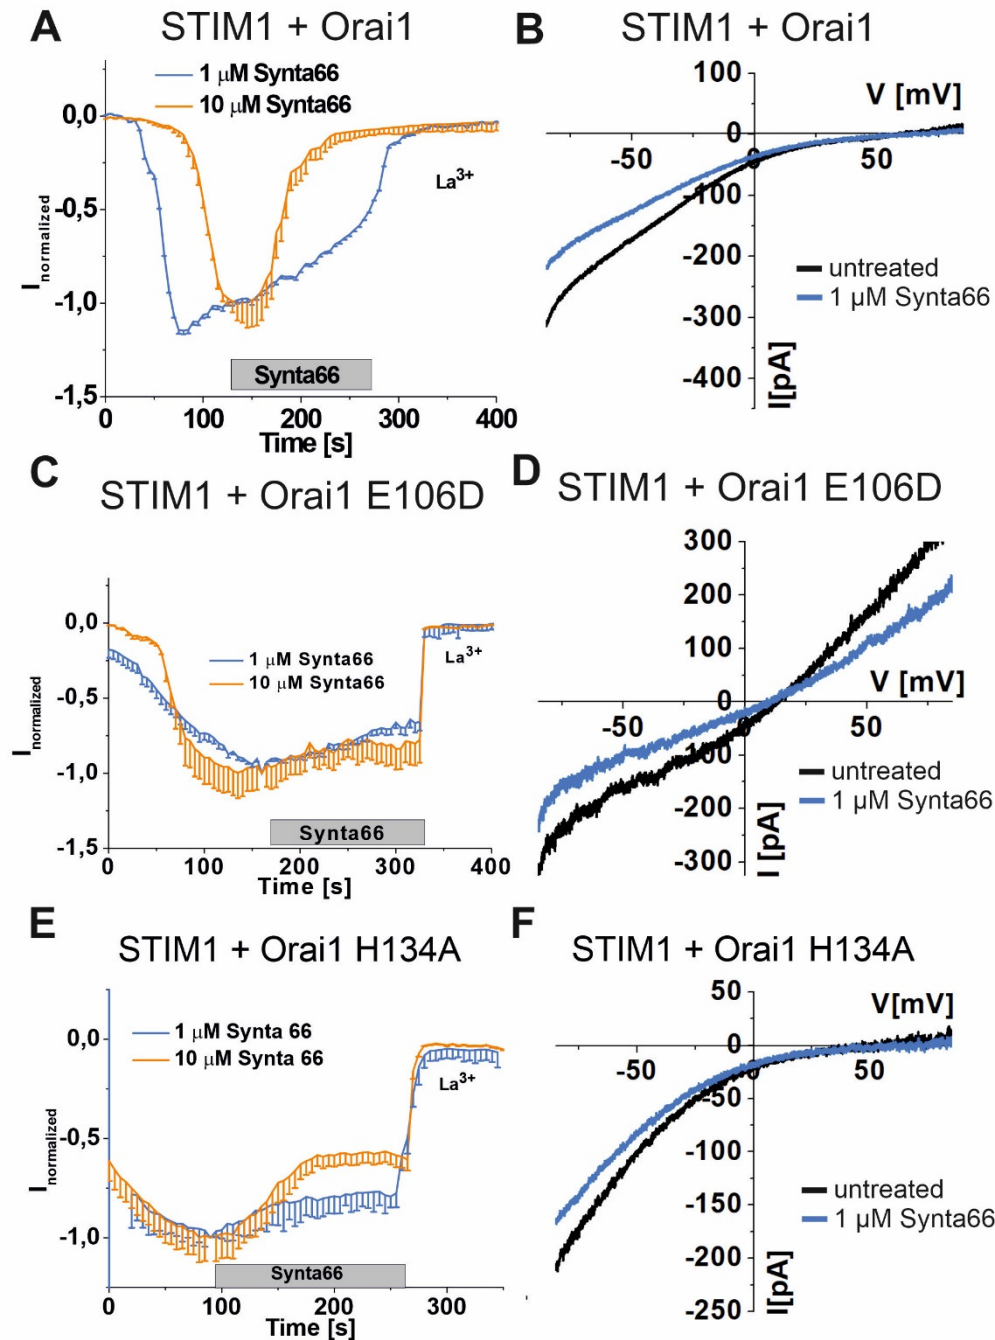 A
STIM1 + Orai1
1 μM Synta66
10 μM Synta66
0,0
-0,5
-1,0
-1,5
I normalized
La3+
Synta66
0
100
200
300
400
Time [s]
B
STIM1 + Orai1
100
V [mV]
0
-50
0
50
-100
-200
-300
-400
I[pA]
untreated
1 µM Synta66
C
STIM1 + Orai1 E106D
0,0
-0,5
-1,0
-1,5
I normalized
1 μM Synta66
10 μM Synta66
La3+
Synta66
0
100
200
300
400
Time [s]
D
STIM1 + Orai1 E106D
300
200
100
V [mV]
0
-50
0
50
-100
-200
-300
I [pA]
untreated
1 µM Synta66
E
STIM1 + Orai1 H134A
0,0
-0,5
-1,0
I normalized
1 μM Synta 66
10 μM Synta 66
La3+
Synta66
0
100
200
300
Time [s]
F
STIM1 + Orai1 H134A
50
V[mV]
0
-50
0
50
-50
-100
-150
-200
-250
I[pA]
untreated
1 µM Synta66